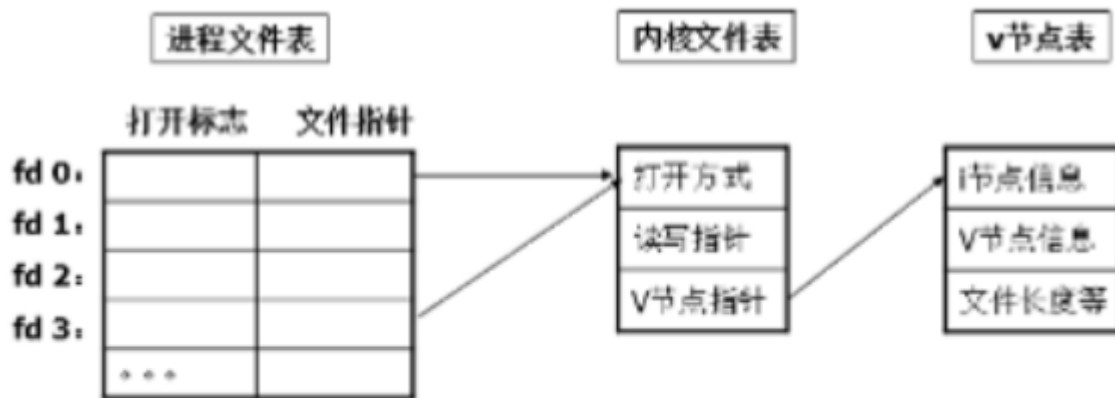 进程文件表
内核文件表
v节点表
打开标志 文件指针
fd 0:
打开方式
i节点信息
fd 1:
读写指针
V节点信息
fd 2:
V节点指针
文件长度等
fd 3:
。。。